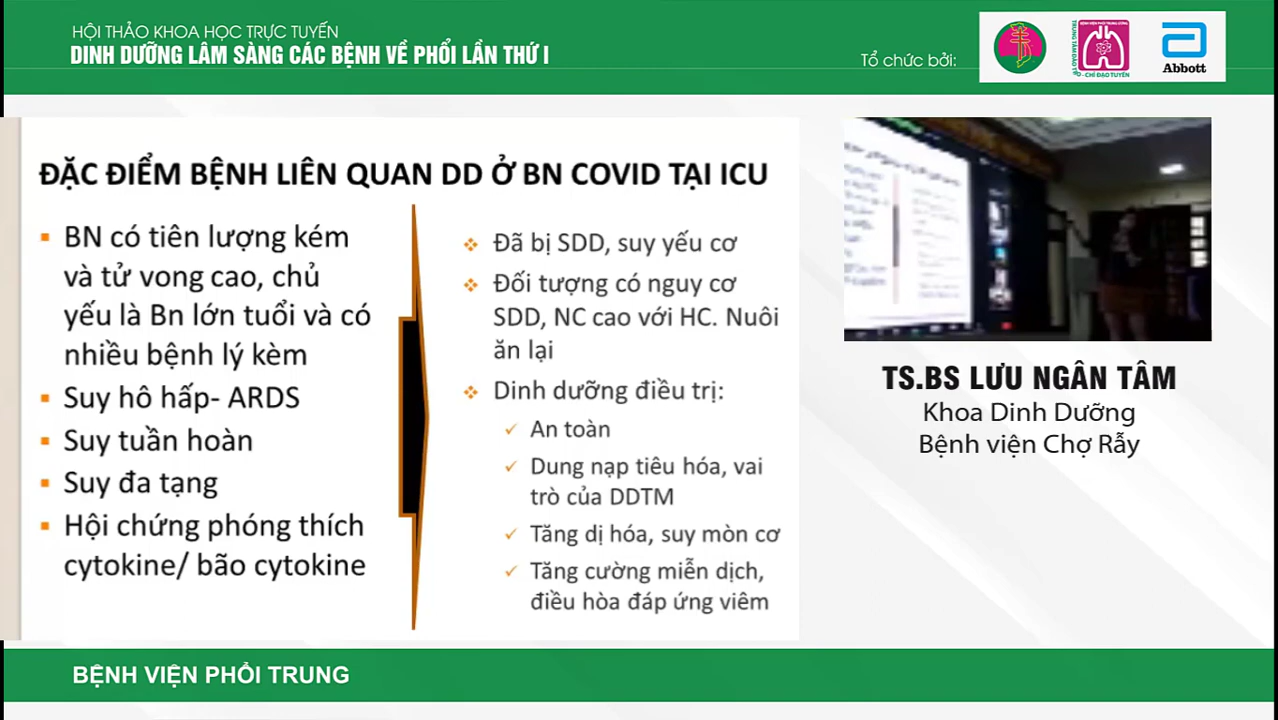 HỘI THẢO KHOA HỌC TRỰC TUYẾN
DINH DƯỠNG LÂM SÀNG CÁC BỆNH VỀ PHỔI LẦN THỨ I
Tổ chức bởi:
Abbott
ĐẶC ĐIỂM BỆNH LIÊN QUAN DD Ở BN COVID TẠI ICU
BN có tiên lượng kém
và tử vong cao, chủ
yếu là Bn lớn tuổi và có
nhiều bệnh lý kèm
Suy hô hấp- ARDS
Suy tuần hoàn
Suy đa tạng
Hội chứng phóng thích
cytokine/ bão cytokine
Đã bị SDD, suy yếu cơ
Đối tượng có nguy cơ
SDD, NC cao với HC. Nuôi
ăn lại
Dinh dưỡng điều trị:
An toàn
Dung nạp tiêu hóa, vai
trò của DDTM
Tăng dị hóa, suy mòn cơ
Tăng cường miễn dịch,
điều hòa đáp ứng viêm
TS.BS LƯU NGÂN TÂM
Khoa Dinh Dưỡng
Bệnh viện Chợ Rẫy
BỆNH VIỆN PHỔI TRUNG